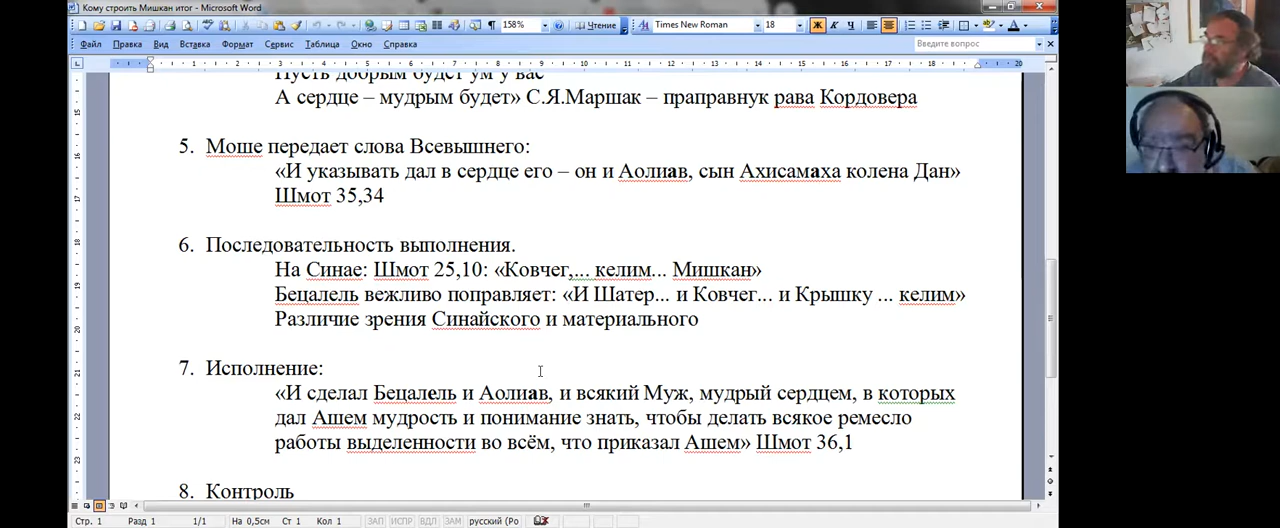 Кому строить Мишкан итог - Microsoft Word
158%
Чтение
Times New Roman
18
Ж К Ч
Файл Правка Вид Вставка Формат Сервис Таблица Окно Справка
Введите вопрос
Пусть добрым будет ум у вас
А сердце – мудрым будет» С.Я.Маршак – праправнук рава Кордовера
5. Моше передает слова Всевышнего:
«И указывать дал в сердце его – он и Аолиав, сын Ахисамаха колена Дан»
Шмот 35,34
6. Последовательность выполнения.
На Синае: Шмот 25,10: «Ковчег,... келим... Мишкан»
Бецалель вежливо поправляет: «И Шатер... и Ковчег... и Крышку ... келим»
Различие зрения Синайского и материального
7. Исполнение:
«И сделал Бецалель и Аолиав, и всякий Муж, мудрый сердцем, в которых
дал Ашем мудрость и понимание знать, чтобы делать всякое ремесло
работы выделенности во всём, что приказал Ашем» Шмот 36,1
8. Контроль
Стр. 1 Разд 1 1/1 На 0,5см Ст 1 Кол 1 ЗАП ИСПР ВДЛ ЗАМ русский (Ро